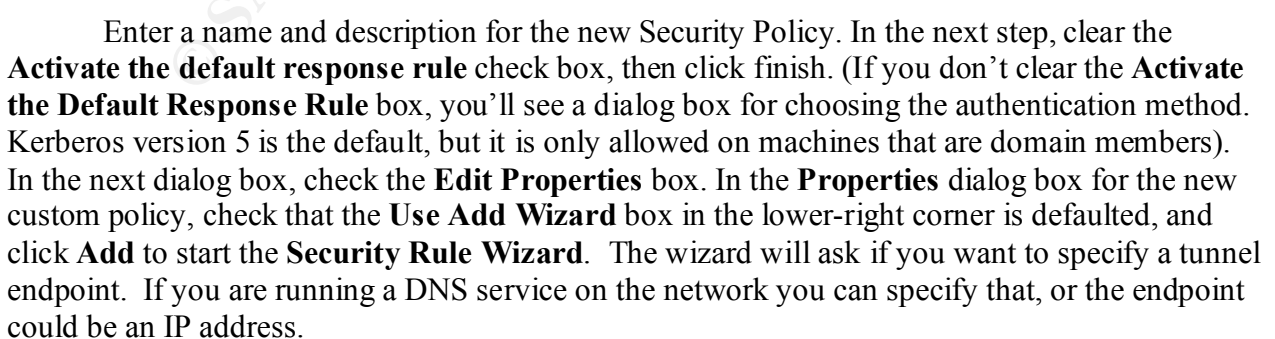 Enter a name and description for the new Security Policy. In the next step, clear the
Activate the default response rule check box, then click finish. (If you don’t clear the Activate
the Default Response Rule box, you’ll see a dialog box for choosing the authentication method.
Kerberos version 5 is the default, but it is only allowed on machines that are domain members).
In the next dialog box, check the Edit Properties box. In the Properties dialog box for the new
custom policy, check that the Use Add Wizard box in the lower-right corner is defaulted, and
click Add to start the Security Rule Wizard. The wizard will ask if you want to specify a tunnel
endpoint. If you are running a DNS service on the network you can specify that, or the endpoint
could be an IP address.